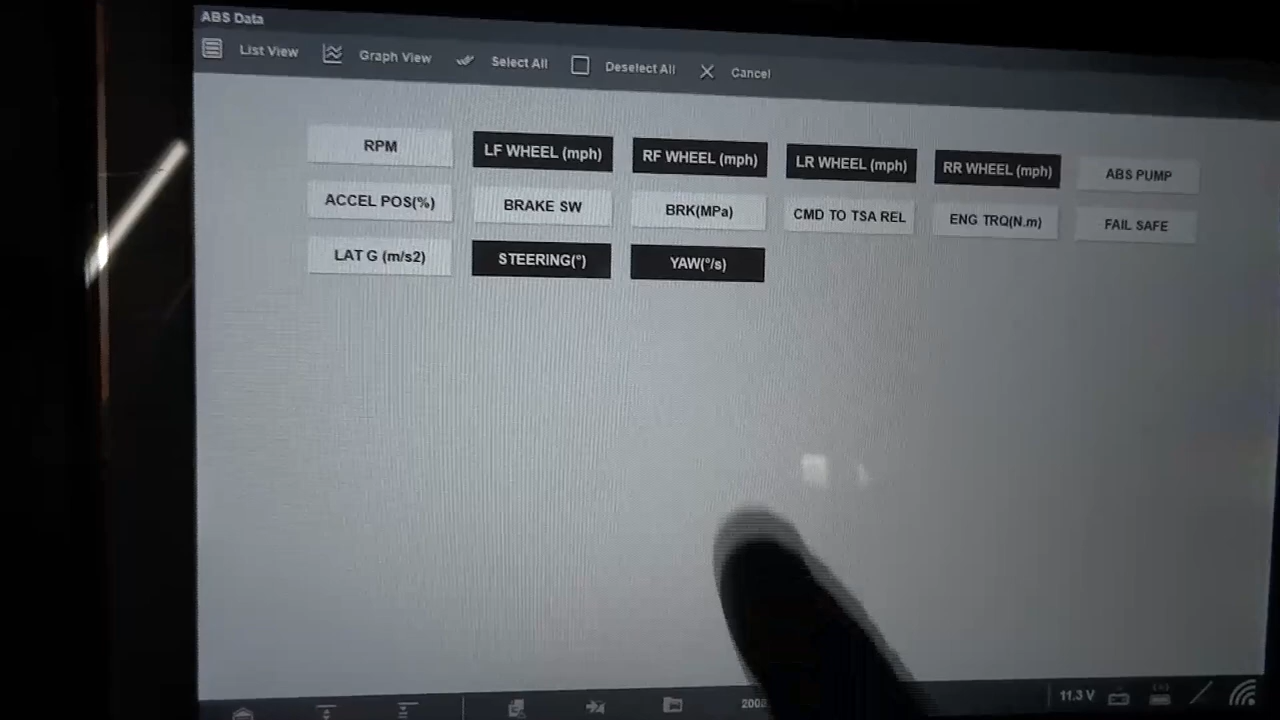 ABS Data
List View Graph View Select All Deselect All Cancel
RPM LF WHEEL (mph) RF WHEEL (mph) LR WHEEL (mph) RR WHEEL (mph) ABS PUMP
ACCEL POS(%) BRAKE SW BRK(MPa) CMD TO TSA REL ENG TRQ(N.m) FAIL SAFE
LAT G (m/s2) STEERING(°) YAW(°/s)
11.3 V